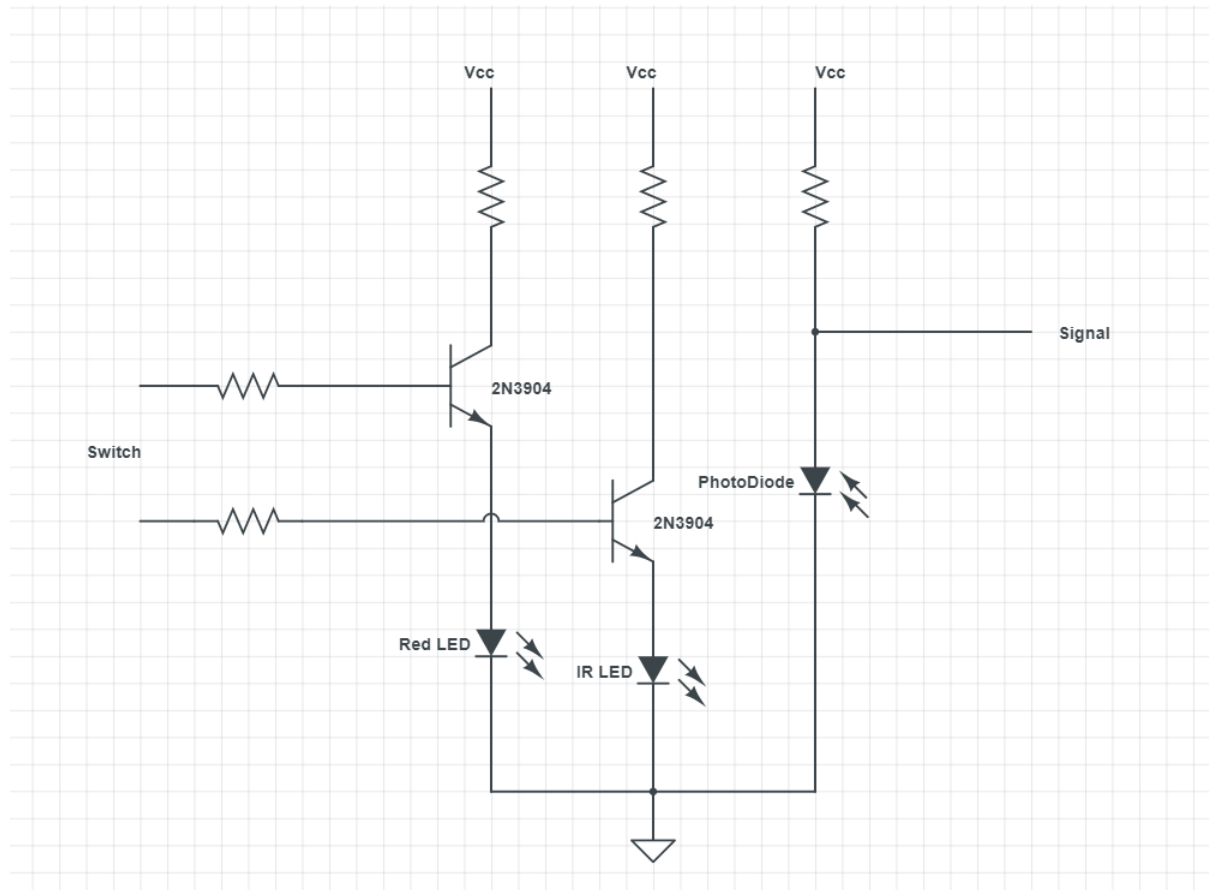 Vcc
Vcc
Vcc
Signal
2N3904
Switch
PhotoDiode
2N3904
Red LED
IR LED